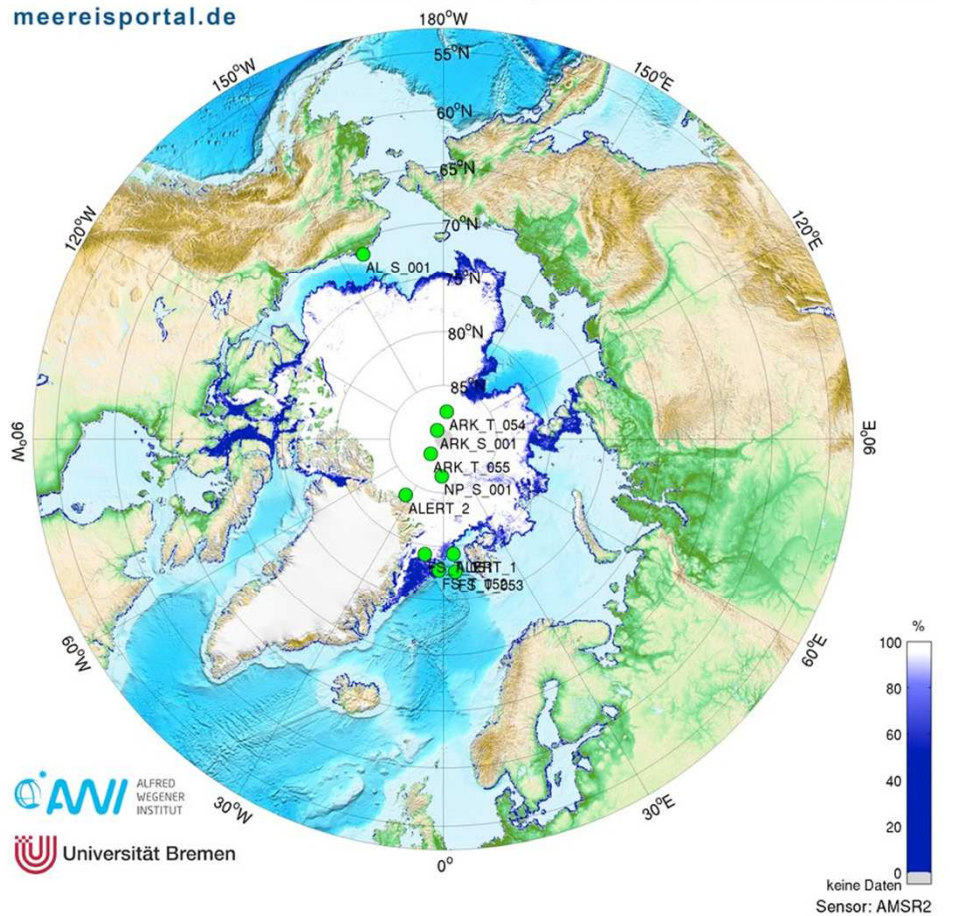 meereisportal.de
180°W
150°W
55°N
150°E
60°N
65°N
120°W
70°N
120°E
AL_S_001
75°N
80°N
85°N
ARK_T_054
ARK_S_001
90°W
90°E
ARK_T_055
NP_S_001
ALERT_2
60°W
60°E
%
100
80
60
40
20
0
keine Daten
Sensor: AMSR2
30°W
30°E
0°
AWI
ALFRED
WEGENER
INSTITUT
Universität Bremen